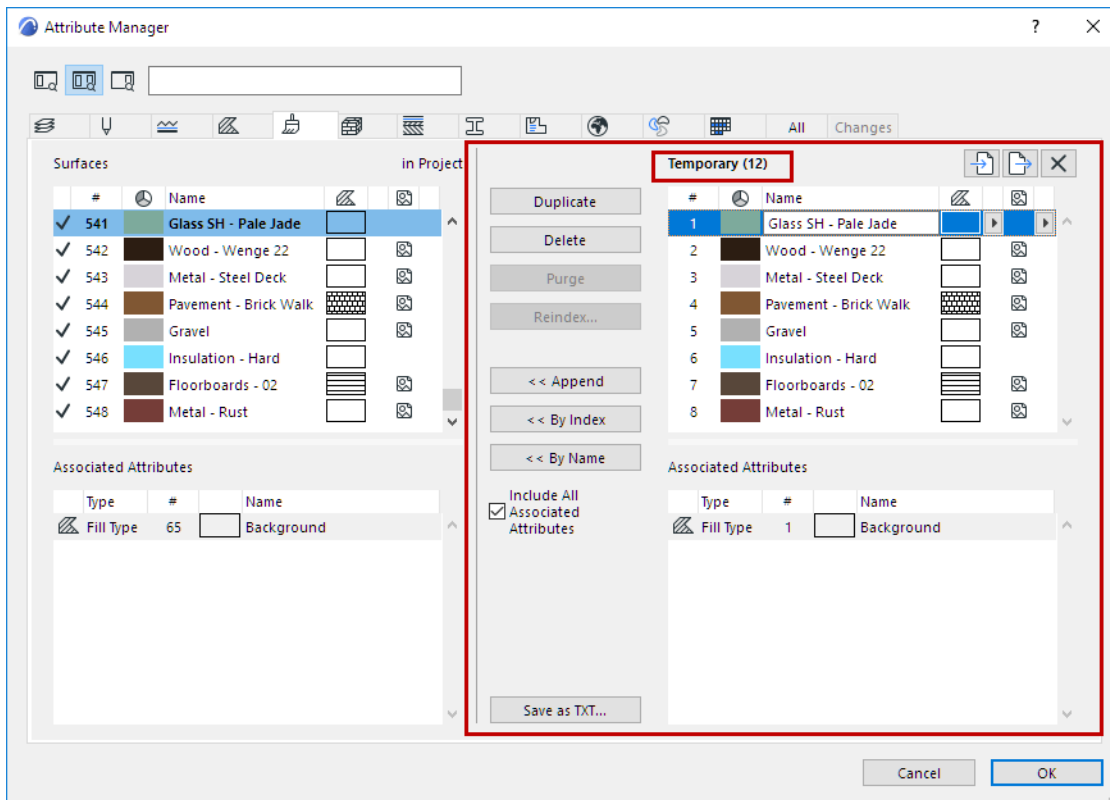 Attribute Manager
?
All
Changes
Surfaces
in Project
# Name
541 Glass SH - Pale Jade
542 Wood - Wenge 22
543 Metal - Steel Deck
544 Pavement - Brick Walk
545 Gravel
546 Insulation - Hard
547 Floorboards - 02
548 Metal - Rust
Associated Attributes
Type # Name
Fill Type 65 Background
Duplicate
Delete
Purge
Reindex...
<< Append
<< By Index
<< By Name
Include All
Associated
Attributes
Save as TXT...
Temporary (12)
# Name
1 Glass SH - Pale Jade
2 Wood - Wenge 22
3 Metal - Steel Deck
4 Pavement - Brick Walk
5 Gravel
6 Insulation - Hard
7 Floorboards - 02
8 Metal - Rust
Associated Attributes
Type # Name
Fill Type 1 Background
Cancel
OK